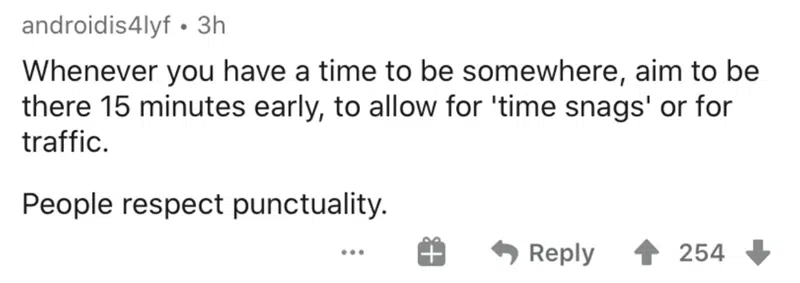 androidis4lyf • 3h
Whenever you have a time to be somewhere, aim to be
there 15 minutes early, to allow for 'time snags' or for
traffic.
People respect punctuality.
Reply 254